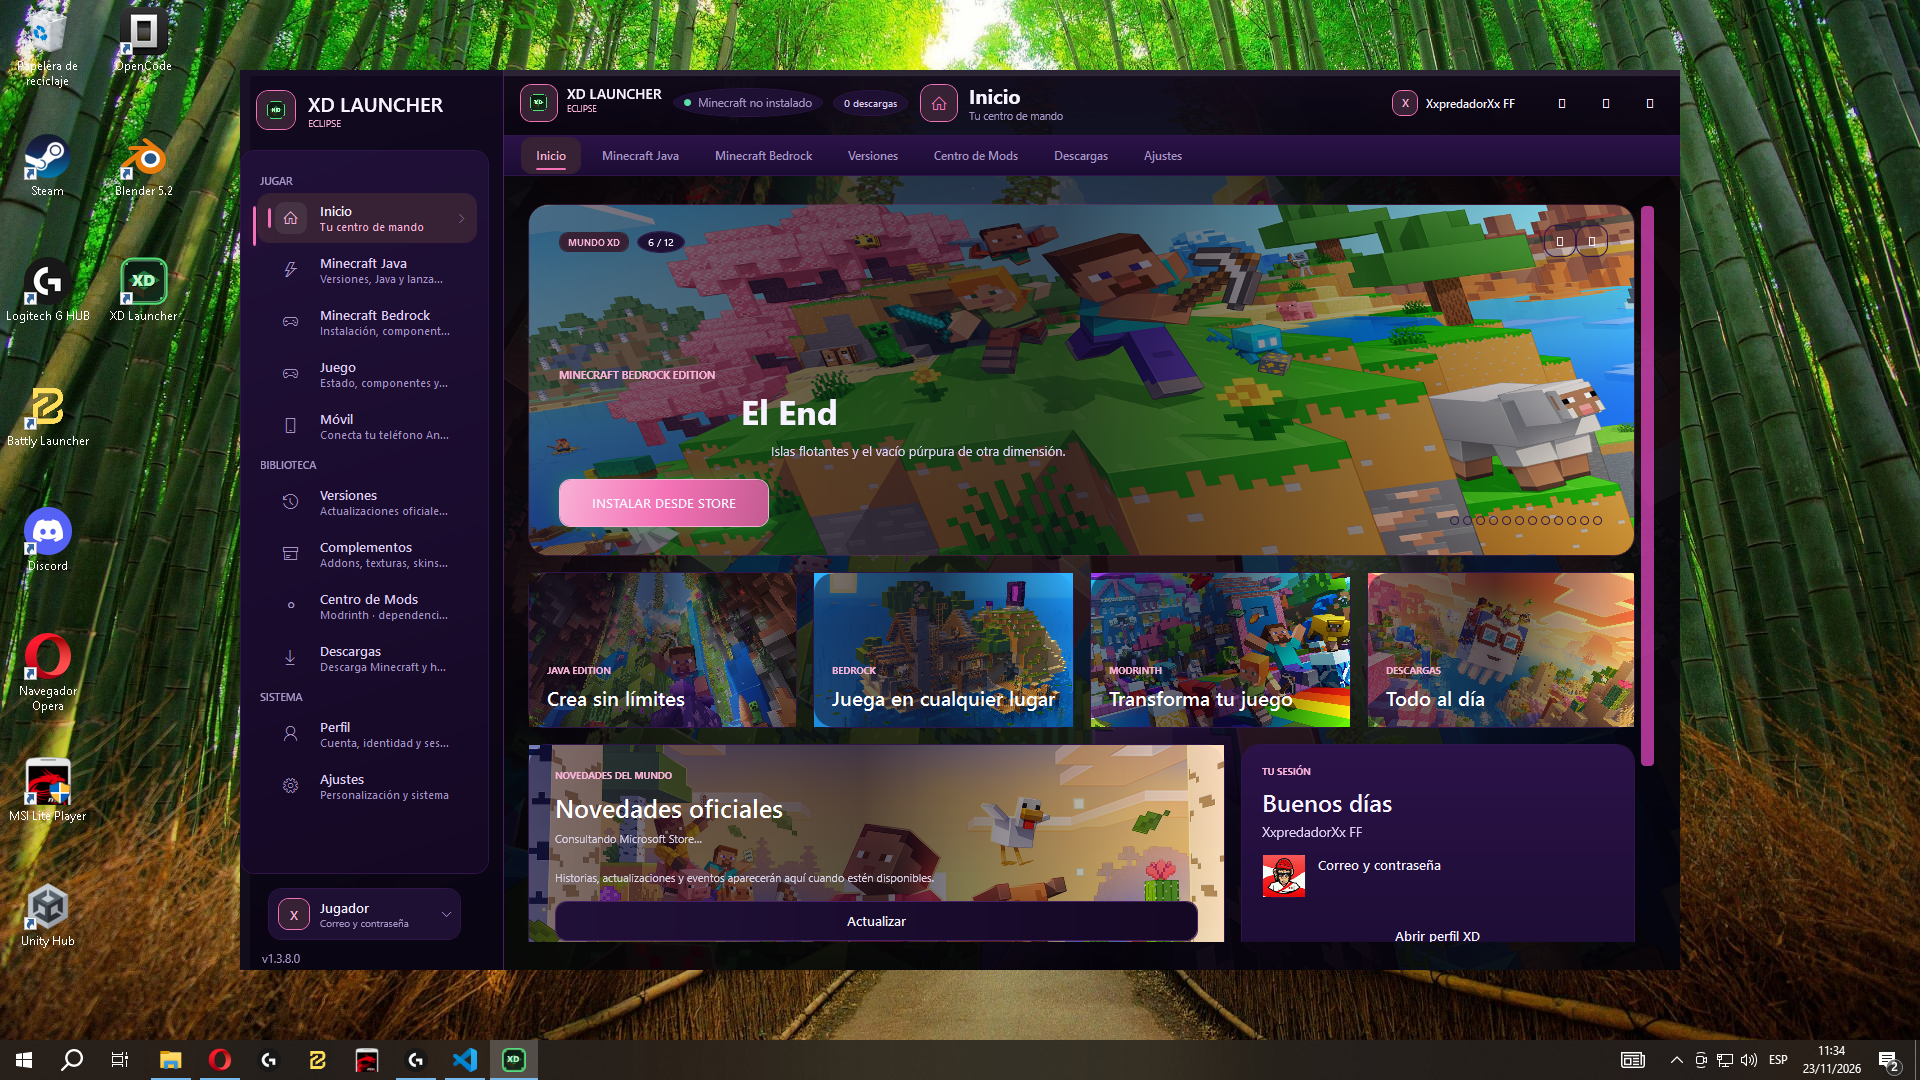 Papelera de
reciclaje
OpenCode
Steam
Blender 5.2
Logitech G HUB
XD
XD Launcher
Battly Launcher
Discord
Navegador
Opera
MSI Lite Player
Unity Hub
XD
XD LAUNCHER
ECLIPSE
JUGAR
Inicio
Tu centro de mando
Minecraft Java
Versiones, Java y lanza...
Minecraft Bedrock
Instalación, component...
Juego
Estado, componentes y...
Móvil
Conecta tu teléfono An...
BIBLIOTECA
Versiones
Actualizaciones oficiale...
Complementos
Addons, texturas, skins...
Centro de Mods
Modrinth · dependenci...
Descargas
Descarga Minecraft y h...
SISTEMA
Perfil
Cuenta, identidad y ses...
Ajustes
Personalización y sistema
X
Jugador
Correo y contraseña
v1.3.8.0
XD
XD LAUNCHER
ECLIPSE
Minecraft no instalado
0 descargas
Inicio
Tu centro de mando
X
XxpredadorXx FF
Inicio
Minecraft Java
Minecraft Bedrock
Versiones
Centro de Mods
Descargas
Ajustes
MUNDO XD
6 / 12
MINECRAFT BEDROCK EDITION
El End
Islas flotantes y el vacío púrpura de otra dimensión.
INSTALAR DESDE STORE
JAVA EDITION
Crea sin límites
BEDROCK
Juega en cualquier lugar
MODRINTH
Transforma tu juego
DESCARGAS
Todo al día
NOVEDADES DEL MUNDO
Novedades oficiales
Consultando Microsoft Store...
Historias, actualizaciones y eventos aparecerán aquí cuando estén disponibles.
Actualizar
TU SESIÓN
Buenos días
XxpredadorXx FF
Correo y contraseña
Abrir perfil XD
XD
ESP
11:34
23/11/2026
2